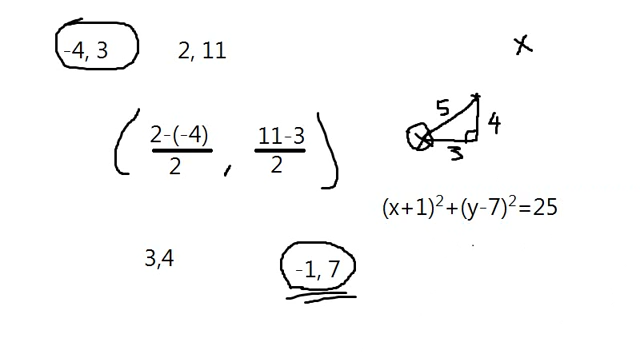 -4, 3   2, 11   x
( 2-(-4)/2 , 11-3/2 )
5
4
3
(x+1)²+(y-7)²=25
3,4   -1, 7